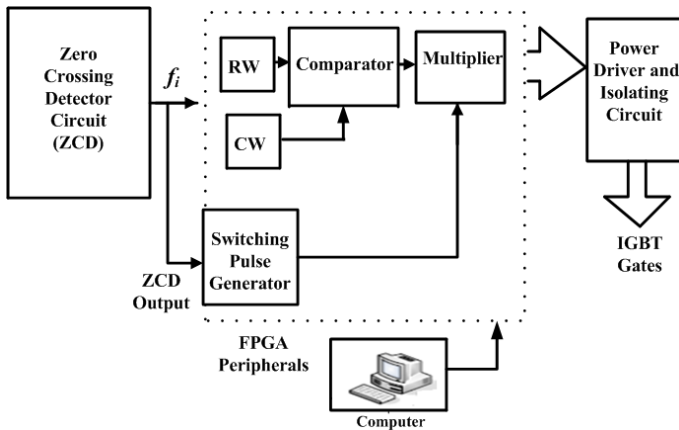 Zero
Crossing
Detector
Circuit
(ZCD)
fi
RW
Comparator
Multiplier
CW
Power
Driver and
Isolating
Circuit
Switching
Pulse
Generator
ZCD
Output
IGBT
Gates
FPGA
Peripherals
Computer